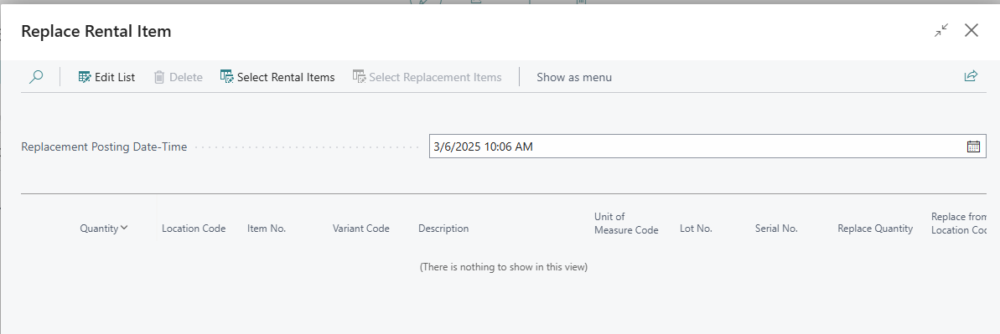 Replace Rental Item
Edit List Delete Select Rental Items Select Replacement Items Show as menu
Replacement Posting Date-Time 3/6/2025 10:06 AM
Quantity Location Code Item No. Variant Code Description Unit of Measure Code Lot No. Serial No. Replace Quantity Replace from Location
(There is nothing to show in this view)